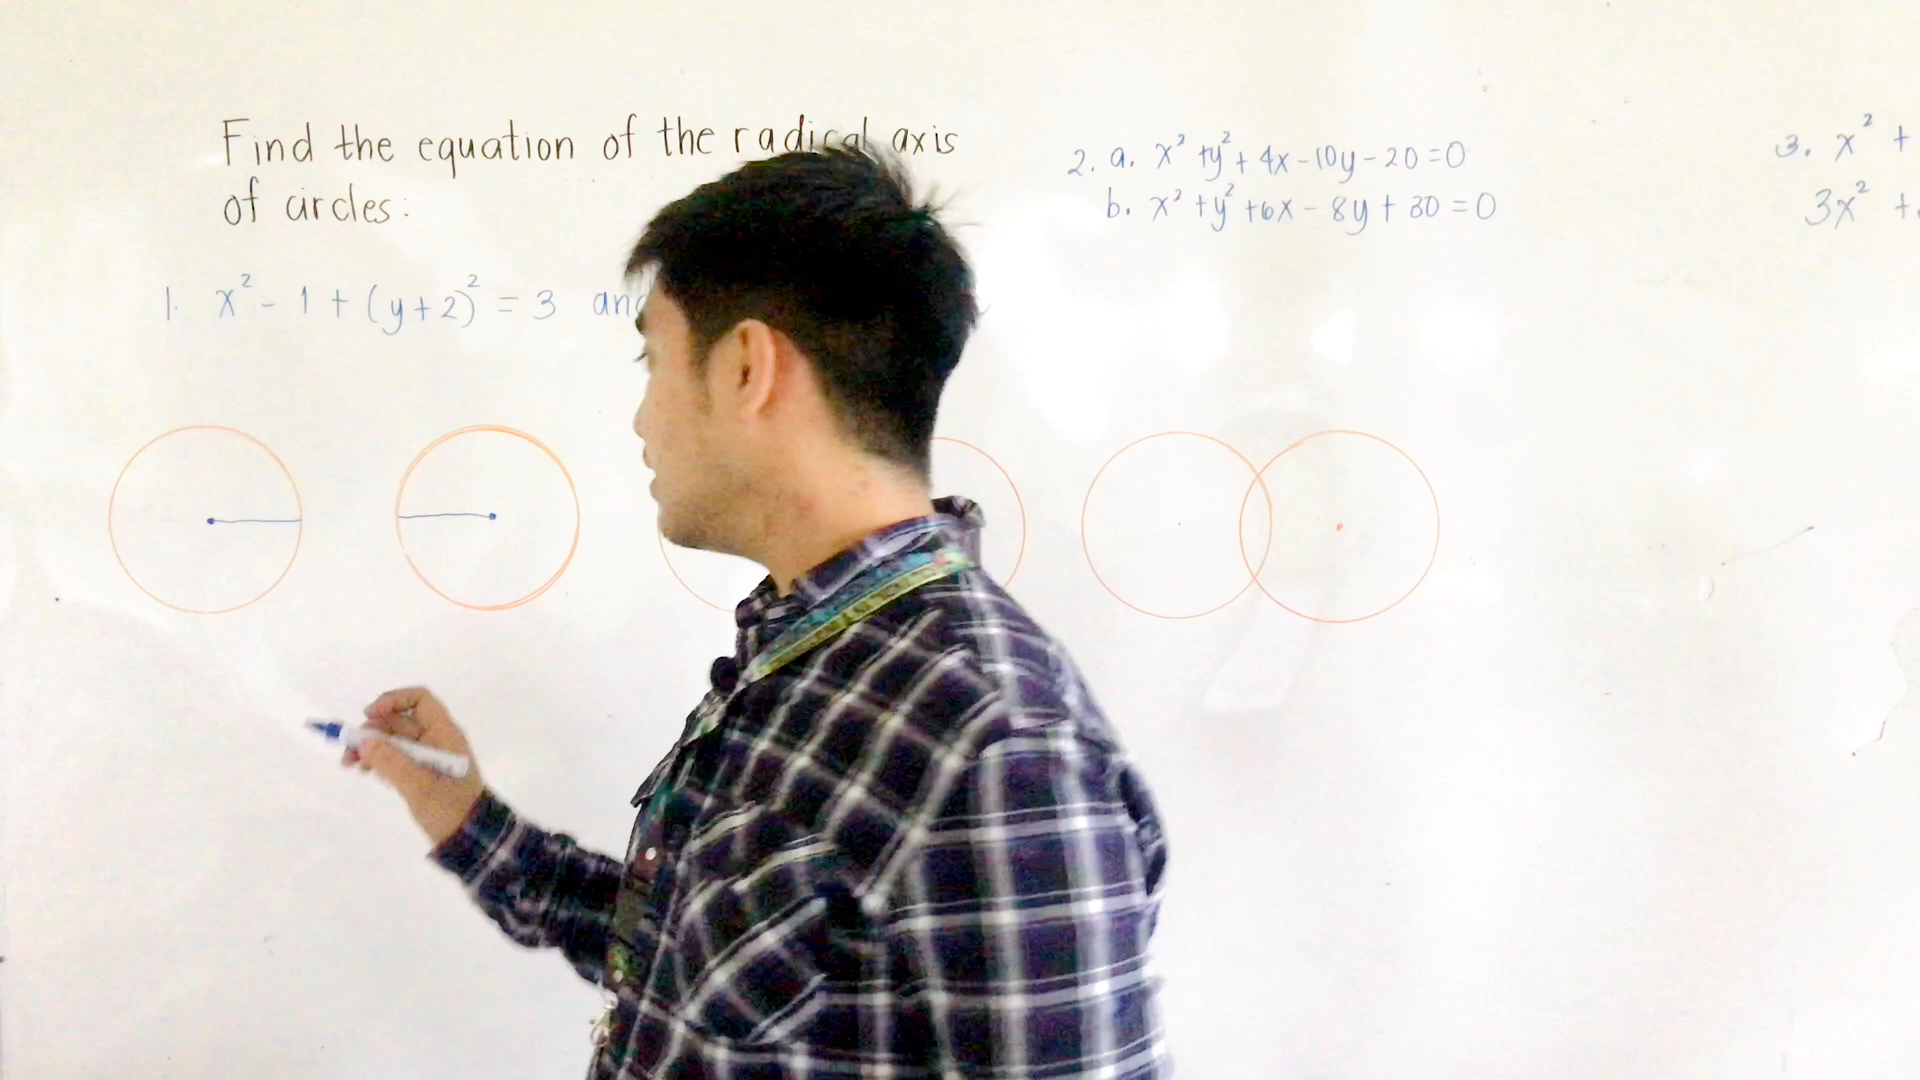 Find the equation of the radical axis
of circles:
1. x² - 1 + (y+2)² = 3 and
2. a. x² + y² + 4x - 10y - 20 = 0
b. x² + y² + 6x - 8y + 30 = 0
3. x² +
3x² +